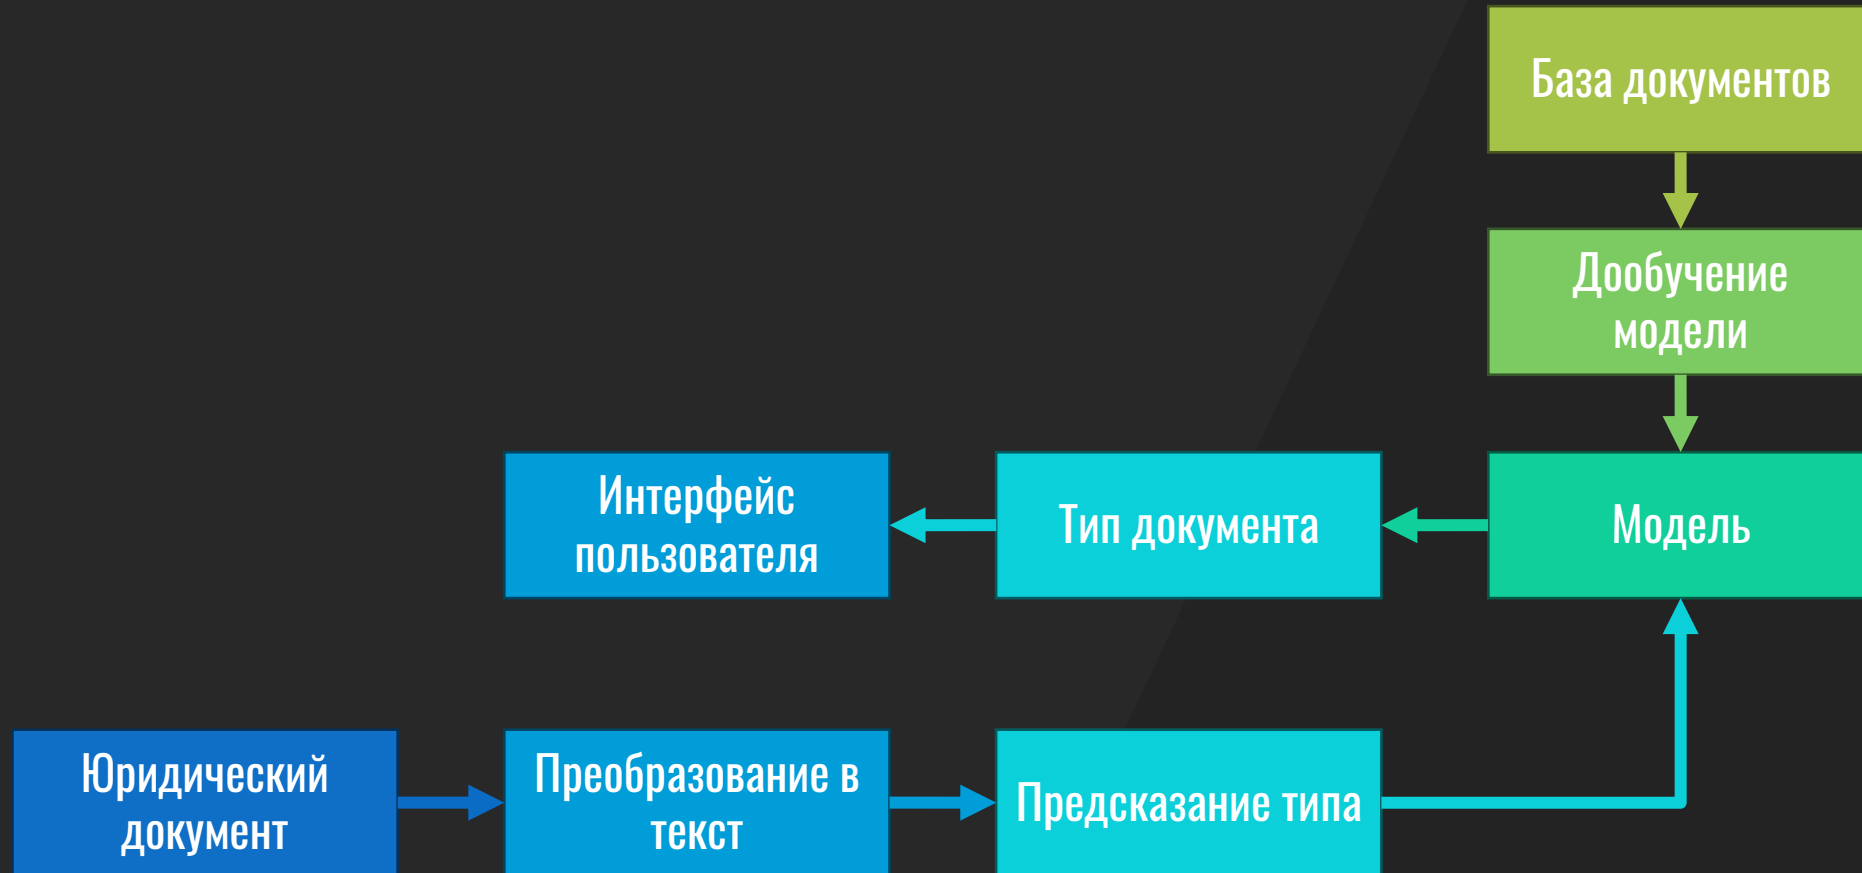 База документов
Дообучение
модели
Интерфейс
пользователя
Тип документа
Модель
Юридический
документ
Преобразование в
текст
Предсказание типа